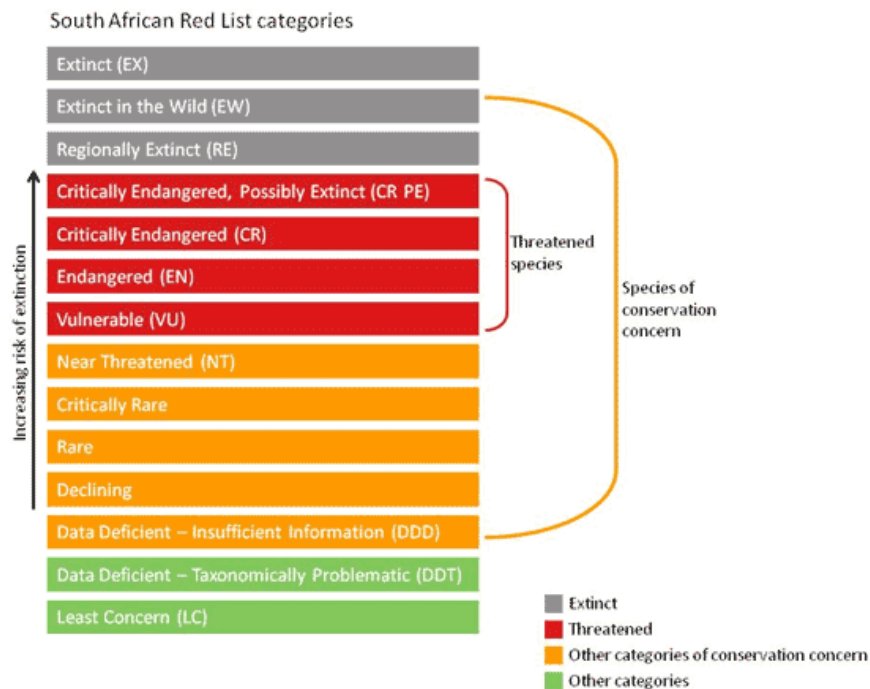 South African Red List categories
Extinct (EX)
Extinct in the Wild (EW)
Regionally Extinct (RE)
Critically Endangered, Possibly Extinct (CR PE)
Critically Endangered (CR)
Endangered (EN)
Vulnerable (VU)
Near Threatened (NT)
Critically Rare
Rare
Declining
Data Deficient – Insufficient Information (DDD)
Data Deficient – Taxonomically Problematic (DDT)
Least Concern (LC)
Increasing risk of extinction
Threatened
species
Species of
conservation
concern
Extinct
Threatened
Other categories of conservation concern
Other categories